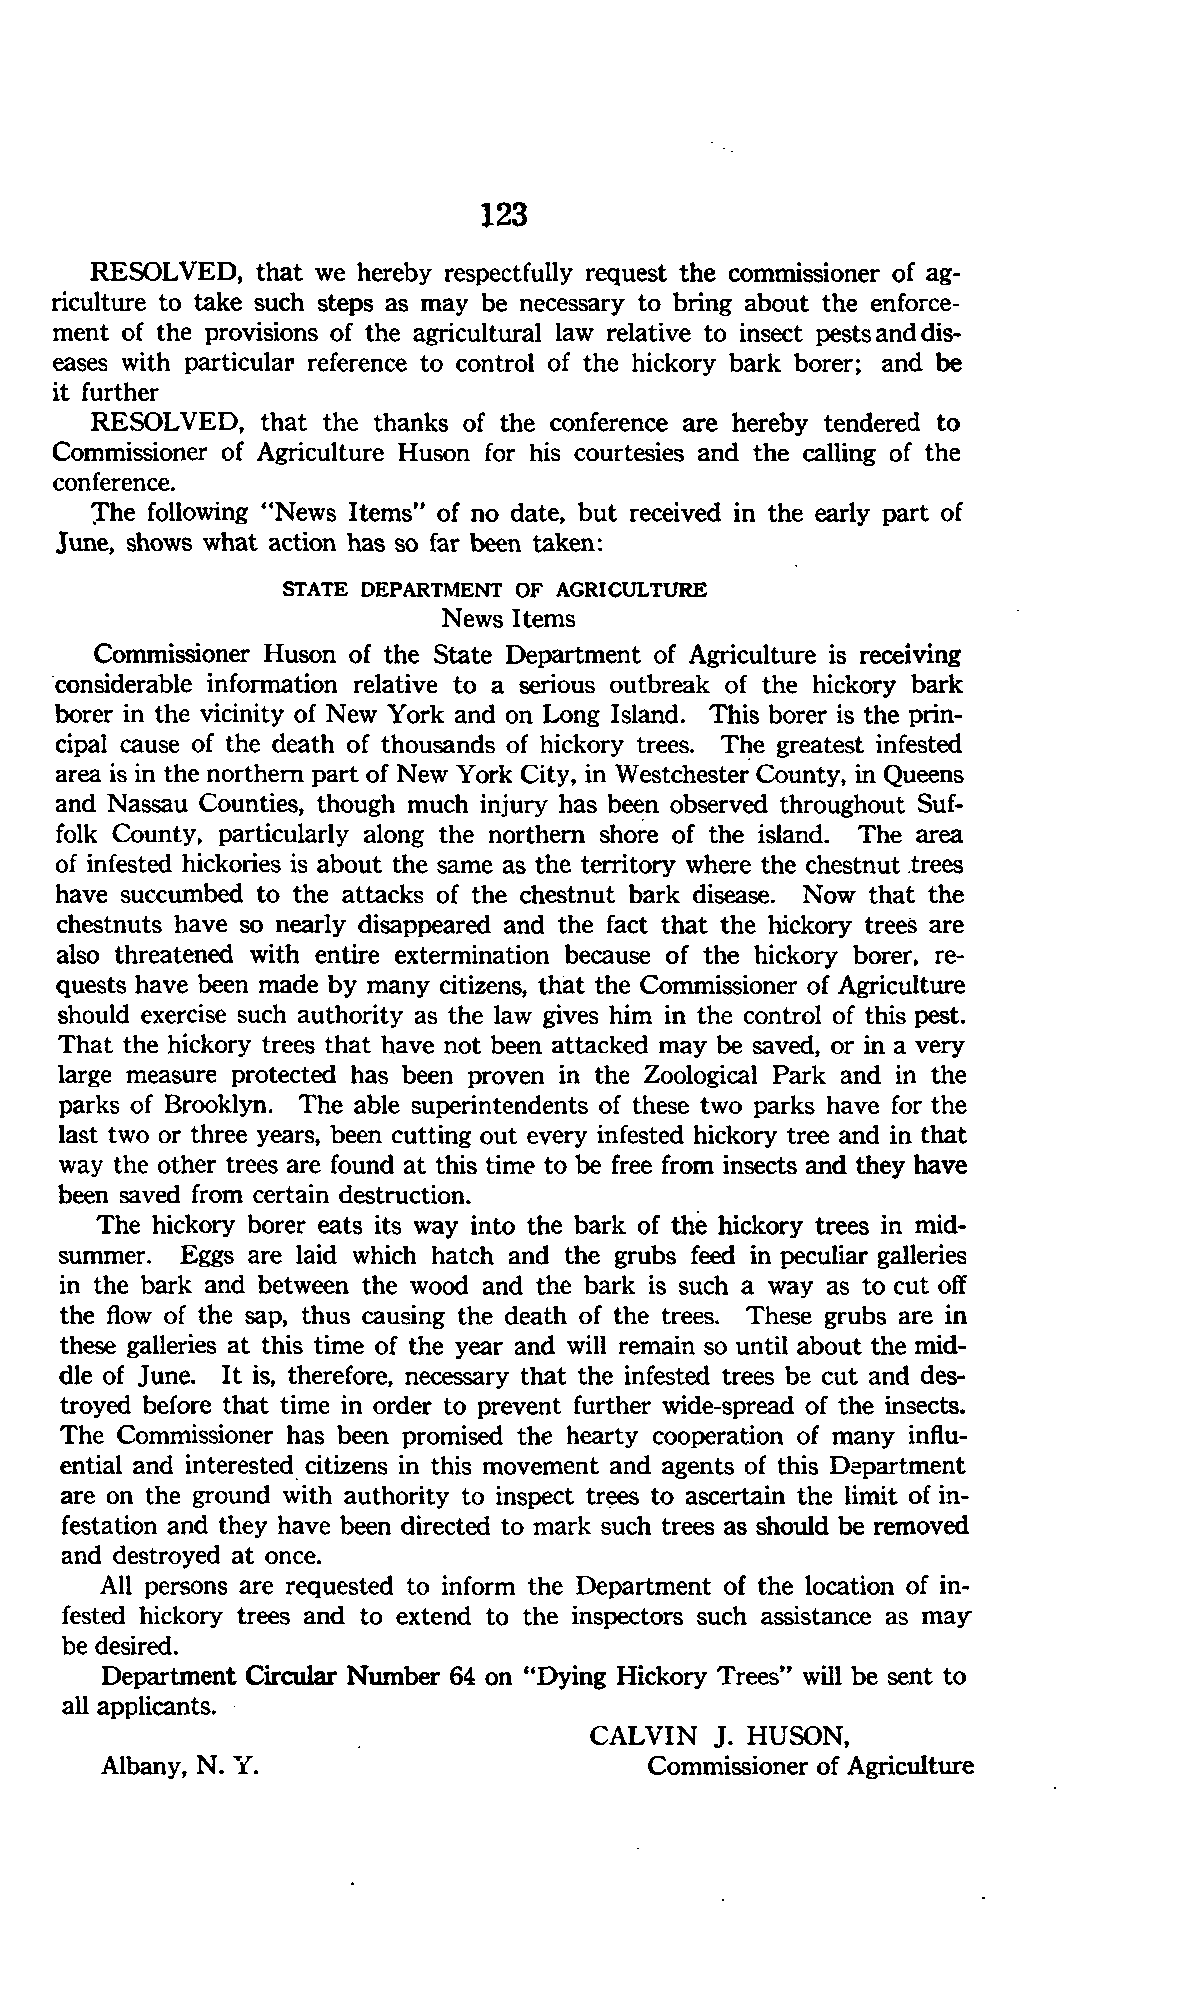 123
RESOLVED, that we hereby respectfully request the commissioner of ag-
riculture to take such steps as may be necessary to bring about the enforce-
ment of the provisions of the agricultural law relative to insect pests and dis-
eases with particular reference to control of the hickory bark borer; and be
it further
RESOLVED, that the thanks of the conference are hereby tendered to
Commissioner of Agriculture Huson for his courtesies and the calling of the
conference.
The following "News Items" of no date, but received in the early part of
June, shows what action has so far been taken:
STATE DEPARTMENT OF AGRICULTURE
News Items
Commissioner Huson of the State Department of Agriculture is receiving
considerable information relative to a serious outbreak of the hickory bark
borer in the vicinity of New York and on Long Island. This borer is the prin-
cipal cause of the death of thousands of hickory trees. The greatest infested
area is in the northern part of New York City, in Westchester County, in Queens
and Nassau Counties, though much injury has been observed throughout Suf-
folk County, particularly along the northern shore of the island. The area
of infested hickories is about the same as the territory where the chestnut trees
have succumbed to the attacks of the chestnut bark disease. Now that the
chestnuts have so nearly disappeared and the fact that the hickory trees are
also threatened with entire extermination because of the hickory borer, re-
quests have been made by many citizens, that the Commissioner of Agriculture
should exercise such authority as the law gives him in the control of this pest.
That the hickory trees that have not been attacked may be saved, or in a very
large measure protected has been proven in the Zoological Park and in the
parks of Brooklyn. The able superintendents of these two parks have for the
last two or three years, been cutting out every infested hickory tree and in that
way the other trees are found at this time to be free from insects and they have
been saved from certain destruction.
The hickory borer eats its way into the bark of the hickory trees in mid-
summer. Eggs are laid which hatch and the grubs feed in peculiar galleries
in the bark and between the wood and the bark is such a way as to cut off
the flow of the sap, thus causing the death of the trees. These grubs are in
these galleries at this time of the year and will remain so until about the mid-
dle of June. It is, therefore, necessary that the infested trees be cut and des-
troyed before that time in order to prevent further wide-spread of the insects.
The Commissioner has been promised the hearty cooperation of many influ-
ential and interested citizens in this movement and agents of this Department
are on the ground with authority to inspect trees to ascertain the limit of in-
festation and they have been directed to mark such trees as should be removed
and destroyed at once.
All persons are requested to inform the Department of the location of in-
fested hickory trees and to extend to the inspectors such assistance as may
be desired.
Department Circular Number 64 on "Dying Hickory Trees" will be sent to
all applicants.
CALVIN J. HUSON,
Albany, N. Y. Commissioner of Agriculture